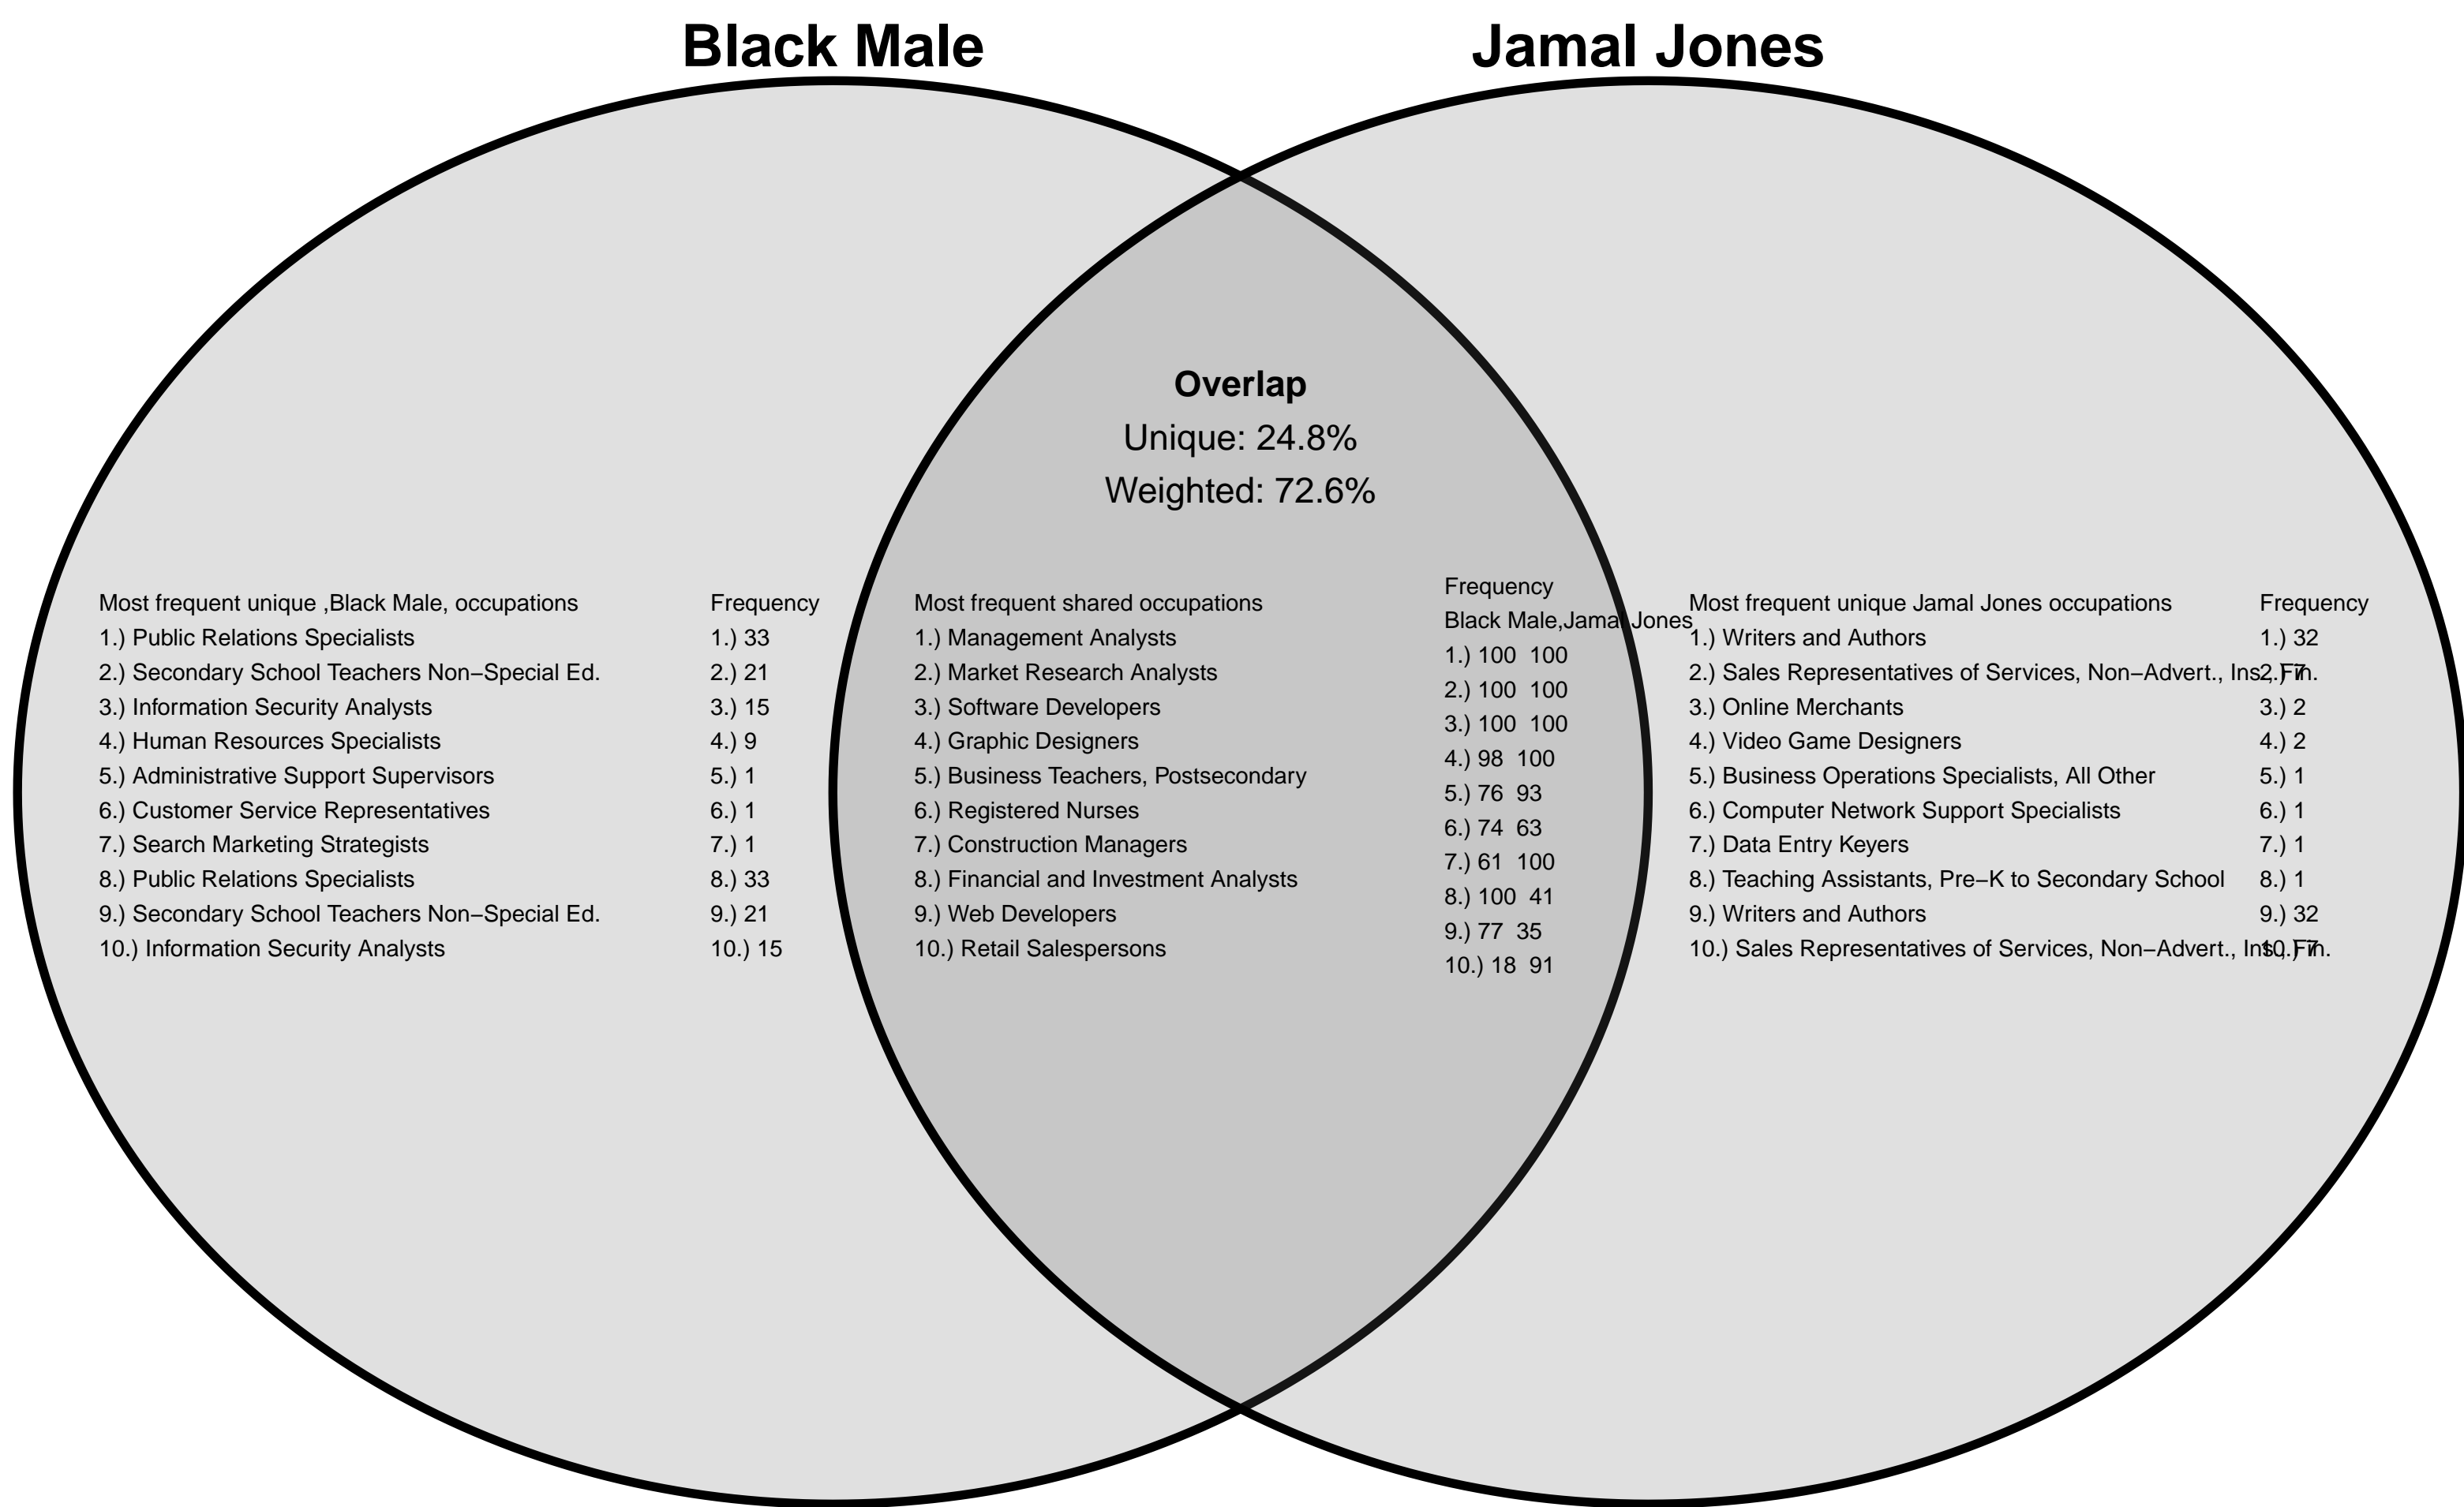 Black Male
Jamal Jones
Overlap
Unique: 24.8%
Weighted: 72.6%
Most frequent unique ,Black Male, occupations
1.) Public Relations Specialists
2.) Secondary School Teachers Non−Special Ed.
3.) Information Security Analysts
4.) Human Resources Specialists
5.) Administrative Support Supervisors
6.) Customer Service Representatives
7.) Search Marketing Strategists
8.) Public Relations Specialists
9.) Secondary School Teachers Non−Special Ed.
10.) Information Security Analysts
Frequency
1.) 33
2.) 21
3.) 15
4.) 9
5.) 1
6.) 1
7.) 1
8.) 33
9.) 21
10.) 15
Most frequent shared occupations
1.) Management Analysts
2.) Market Research Analysts
3.) Software Developers
4.) Graphic Designers
5.) Business Teachers, Postsecondary
6.) Registered Nurses
7.) Construction Managers
8.) Financial and Investment Analysts
9.) Web Developers
10.) Retail Salespersons
Frequency
Black Male,Jamal Jones
1.) 100 100
2.) 100 100
3.) 100 100
4.) 98 100
5.) 76 93
6.) 74 63
7.) 61 100
8.) 100 41
9.) 77 35
10.) 18 91
Most frequent unique Jamal Jones occupations
1.) Writers and Authors
2.) Sales Representatives of Services, Non−Advert., Ins., Fin.
3.) Online Merchants
4.) Video Game Designers
5.) Business Operations Specialists, All Other
6.) Computer Network Support Specialists
7.) Data Entry Keyers
8.) Teaching Assistants, Pre−K to Secondary School
9.) Writers and Authors
10.) Sales Representatives of Services, Non−Advert., Ins., Fin.
Frequency
1.) 32
2.) 7
3.) 2
4.) 2
5.) 1
6.) 1
7.) 1
8.) 1
9.) 32
10.) 7